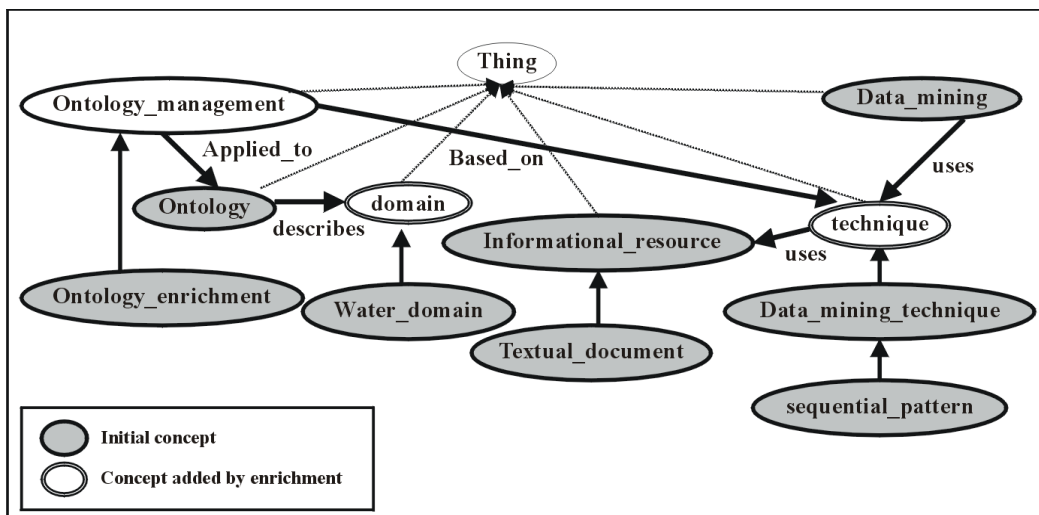 Thing
Ontology_management
Data_mining
Applied_to
Based_on
uses
Ontology
domain
describes
technique
Informational_resource
uses
Ontology_enrichment
Water_domain
Data_mining_technique
Textual_document
sequential_pattern
Initial concept
Concept added by enrichment